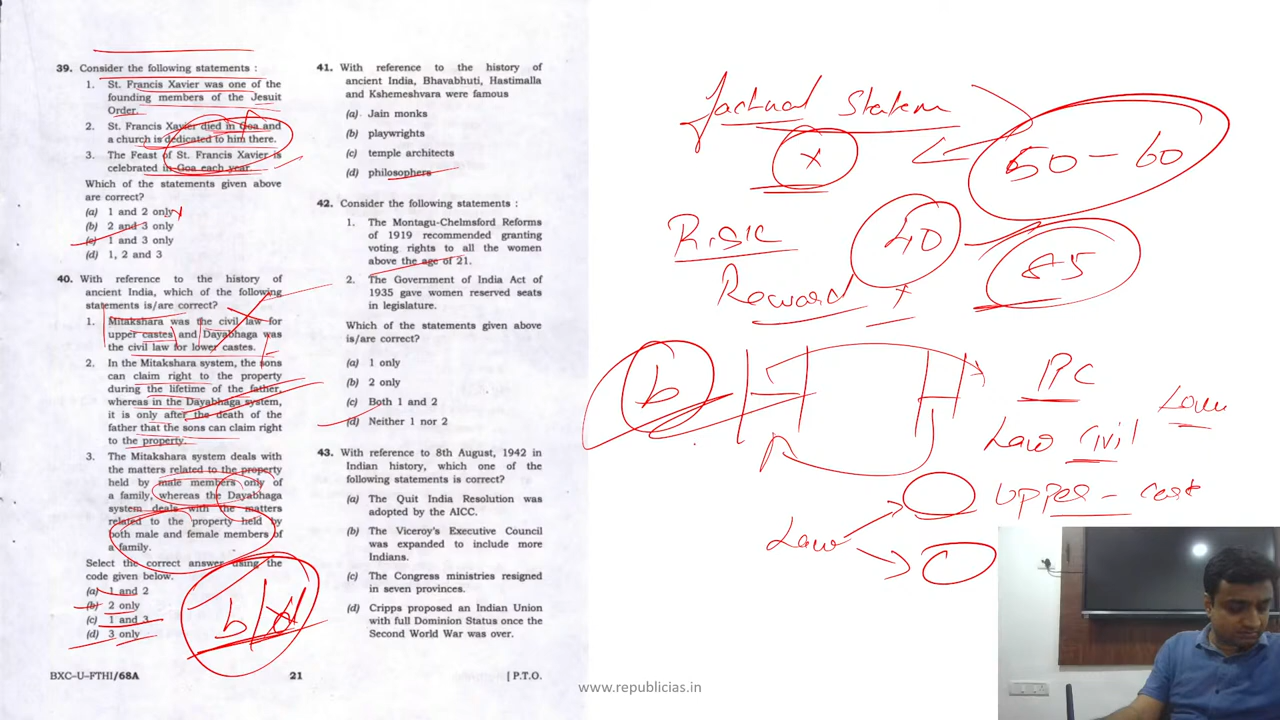 39. Consider the following statements :
1. St. Francis Xavier was one of the
founding members of the Jesuit
Order.
2. St. Francis Xavier died in Goa and
a church is dedicated to him there.
3. The Feast of St. Francis Xavier is
celebrated in Goa each year.
Which of the statements given above
are correct?
(a) 1 and 2 only
(b) 2 and 3 only
(c) 1 and 3 only
(d) 1, 2 and 3
40. With reference to the history of
ancient India, which of the following
statements is/are correct?
1. Mitakshara was the civil law for
upper castes and Dayabhaga was
the civil law for lower castes.
2. In the Mitakshara system, the sons
can claim right to the property
during the lifetime of the father,
whereas in the Dayabhaga system,
it is only after the death of the
father that the sons can claim right
to the property.
3. The Mitakshara system deals with
the matters related to the property
held by male members only of
a family, whereas the Dayabhaga
system deals with the matters
related to the property held by
both male and female members of
a family.
Select the correct answer using the
code given below.
(a) 1 and 2
(b) 2 only
(c) 1 and 3
(d) 3 only
b/d
BXC-U-FTHI/68A
21
41. With reference to the history of
ancient India, Bhavabhuti, Hastimalla
and Kshemeshvara were famous
(a) Jain monks
(b) playwrights
(c) temple architects
(d) philosophers
42. Consider the following statements :
1. The Montagu-Chelmsford Reforms
of 1919 recommended granting
voting rights to all the women
above the age of 21.
2. The Government of India Act of
1935 gave women reserved seats
in legislature.
Which of the statements given above
is/are correct?
(a) 1 only
(b) 2 only
(c) Both 1 and 2
(d) Neither 1 nor 2
43. With reference to 8th August, 1942 in
Indian history, which one of the
following statements is correct?
(a) The Quit India Resolution was
adopted by the AICC.
(b) The Viceroy's Executive Council
was expanded to include more
Indians.
(c) The Congress ministries resigned
in seven provinces.
(d) Cripps proposed an Indian Union
with full Dominion Status once the
Second World War was over.
[ P.T.O.
Factual Statem
50 - 60
Risk 40
Reward
85
b
Law Civil
Law
Upper - cast
Law
www.republicias.in